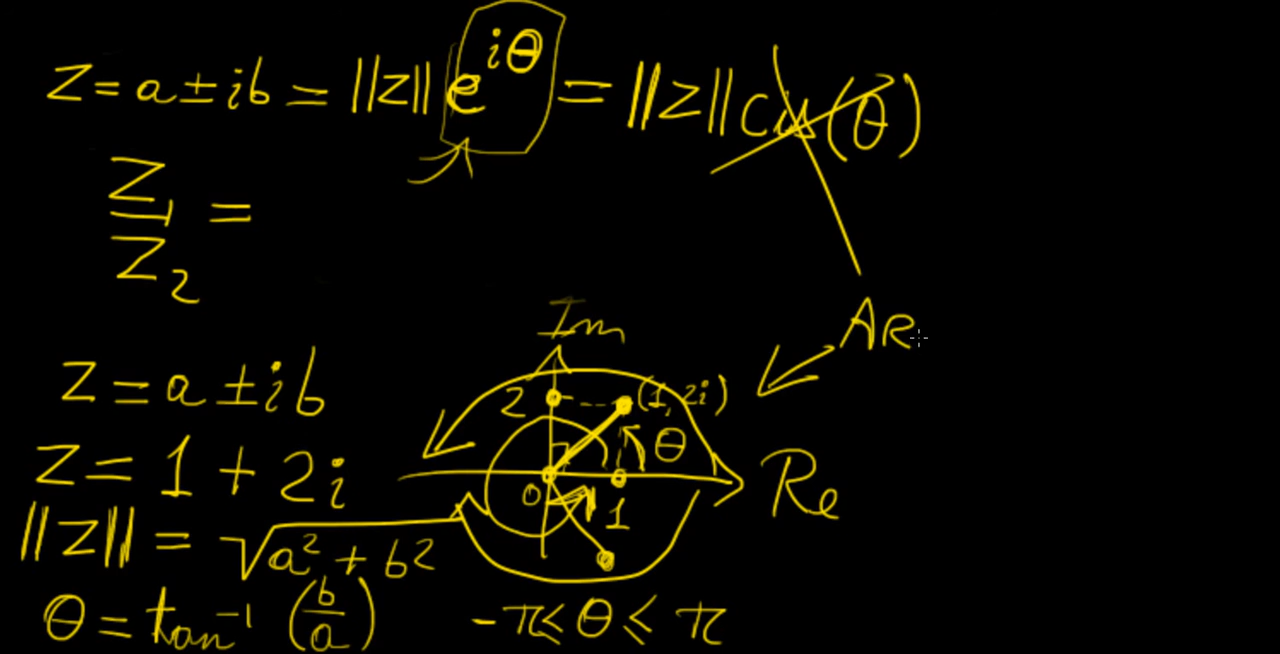 z = a ± ib = ||z|| e^{iθ} = ||z|| cis(θ)
z₁ / z₂ =
Im
AR
z = a ± ib
2
(1, 2i)
θ
z = 1 + 2i
Re
0
1
||z|| = √(a² + b²)
θ = tan⁻¹(b/a)
-π ≤ θ ≤ π